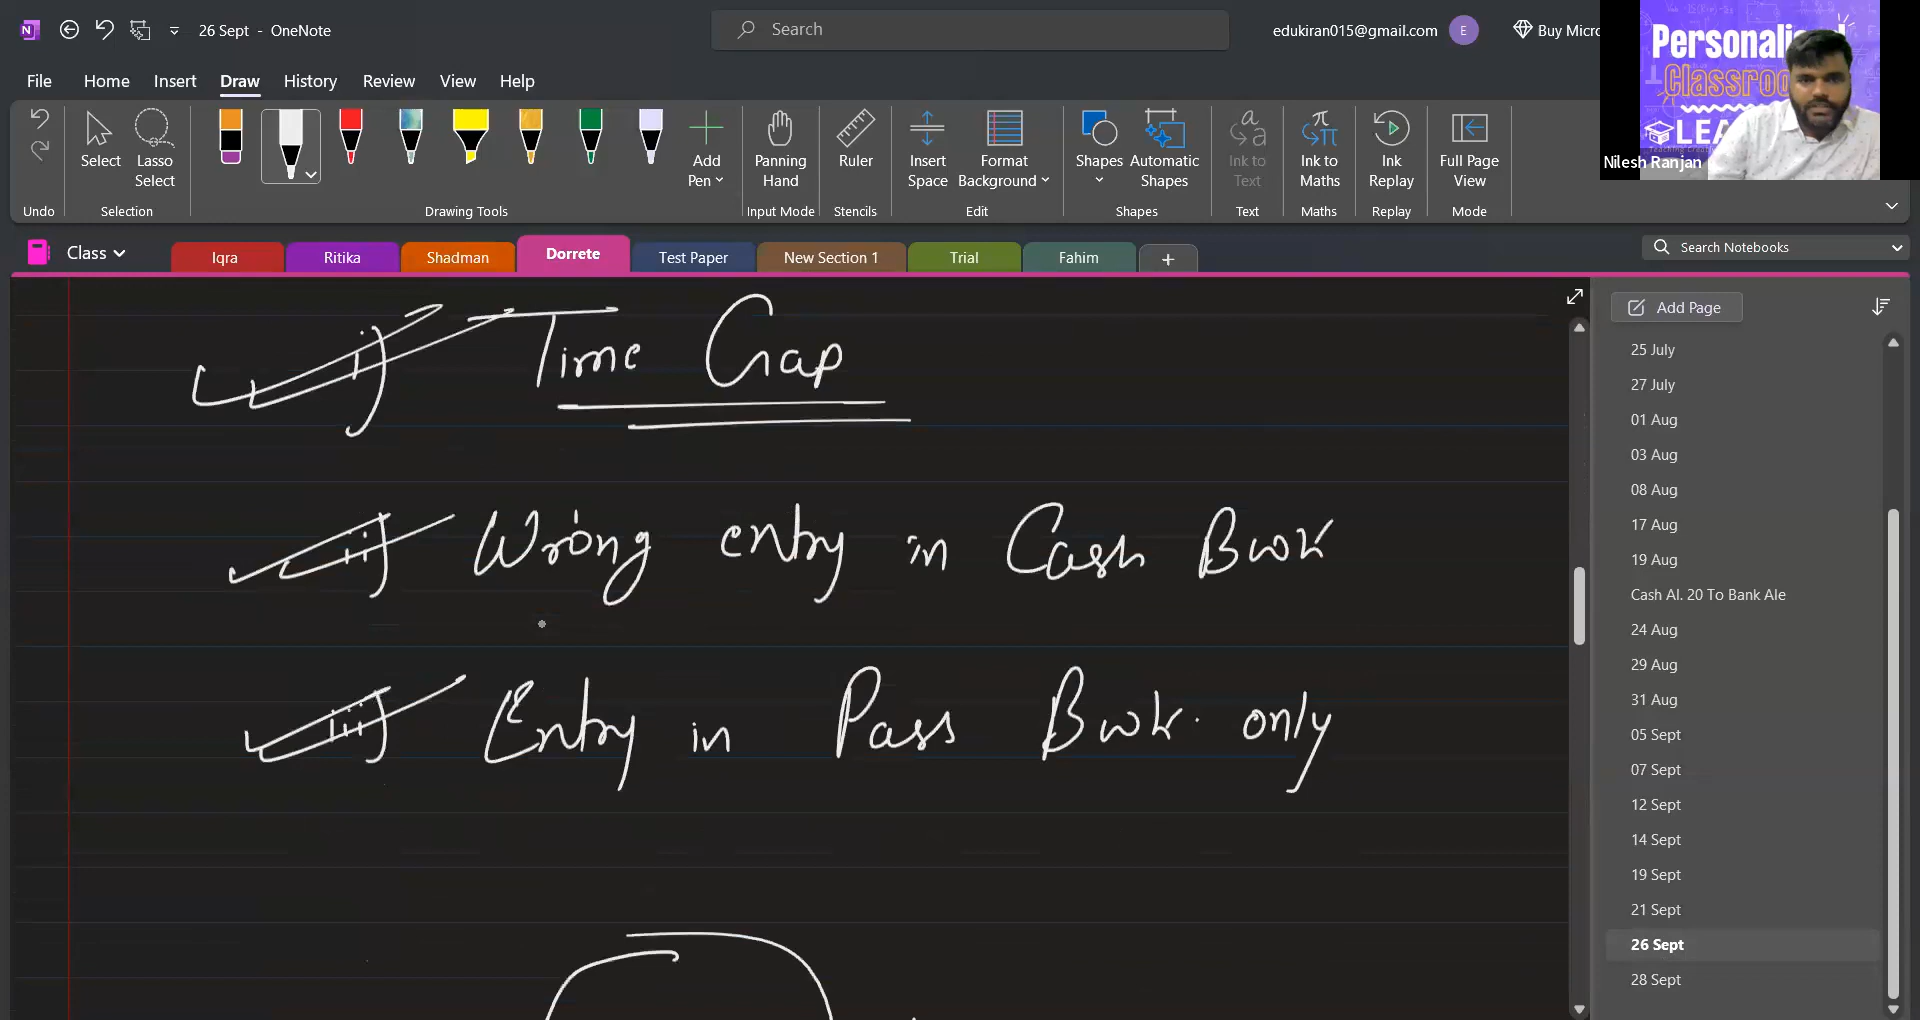 26 Sept - OneNote
Search
edukiran015@gmail.com
E
Buy Micro
File Home Insert Draw History Review View Help
Select
Lasso Select
Add Pen
Panning Hand
Ruler
Insert Space
Format Background
Shapes
Automatic Shapes
Ink to Text
Ink to Maths
Ink Replay
Full Page View
Undo Selection Drawing Tools Input Mode Stencils Edit Shapes Text Maths Replay Mode
Personali
Classroo
LEA
Nilesh Ranjan
Class
Iqra Ritika Shadman Dorrete Test Paper New Section 1 Trial Fahim +
Search Notebooks
i) Time Gap
ii) Wrong entry in Cash Book
iii) Entry in Pass Book only
Add Page
25 July
27 July
01 Aug
03 Aug
08 Aug
17 Aug
19 Aug
Cash Al. 20 To Bank Ale
24 Aug
29 Aug
31 Aug
05 Sept
07 Sept
12 Sept
14 Sept
19 Sept
21 Sept
26 Sept
28 Sept